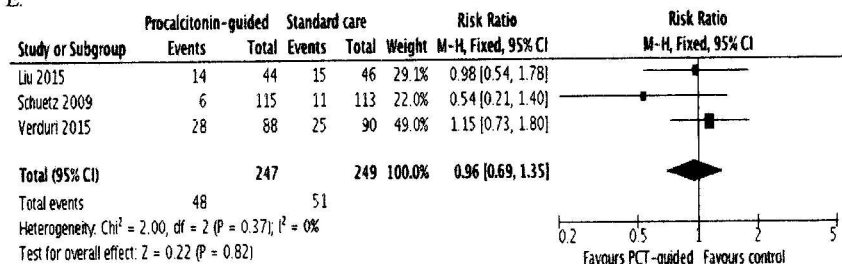 E.
Procalcitonin-guided Standard care Risk Ratio Risk Ratio
Study or Subgroup Events Total Events Total Weight M-H, Fixed, 95% CI M-H, Fixed, 95% CI
Liu 2015 14 44 15 46 29.1% 0.98 [0.54, 1.78]
Schuetz 2009 6 115 11 113 22.0% 0.54 [0.21, 1.40]
Verduri 2015 28 88 25 90 49.0% 1.15 [0.73, 1.80]
Total (95% CI) 247 249 100.0% 0.96 [0.69, 1.35]
Total events 48 51
Heterogeneity: Chi² = 2.00, df = 2 (P = 0.37); I² = 0%
Test for overall effect: Z = 0.22 (P = 0.82)
0.2 0.5 1 2 5
Favours PCT-guided Favours control